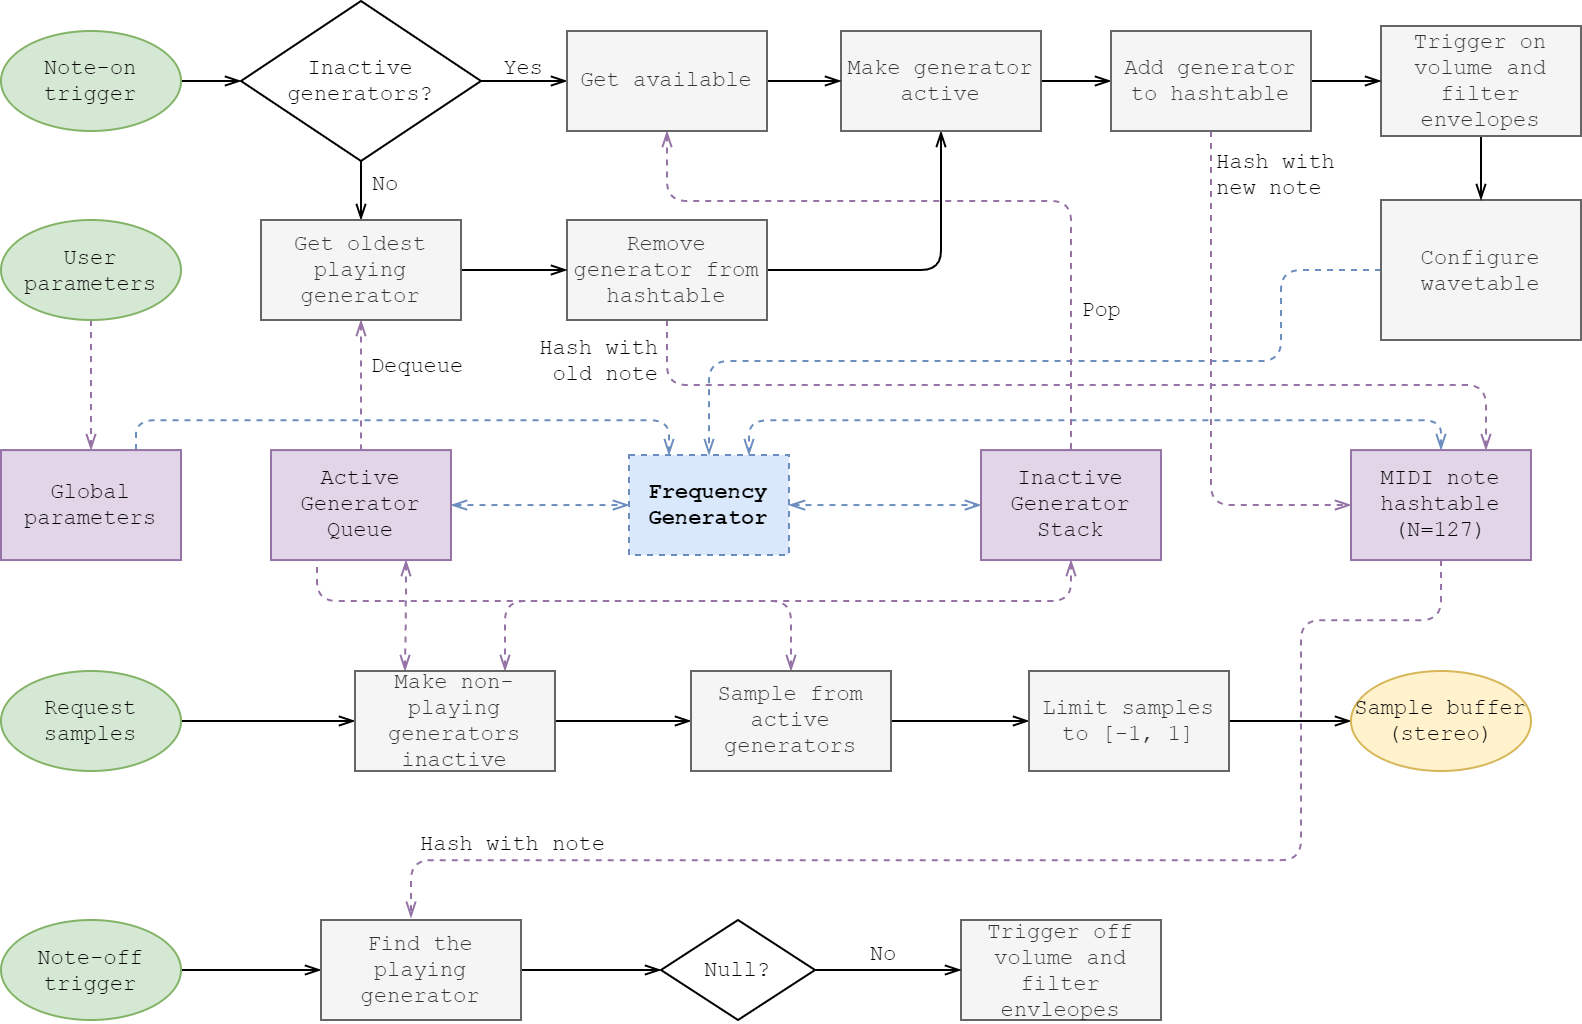 Note-on
trigger
Inactive
generators?
Yes
Get available
Make generator
active
Add generator
to hashtable
Trigger on
volume and
filter
envelopes
No
Hash with
new note
User
parameters
Get oldest
playing
generator
Remove
generator from
hashtable
Configure
wavetable
Pop
Dequeue
Hash with
old note
Global
parameters
Active
Generator
Queue
Frequency
Generator
Inactive
Generator
Stack
MIDI note
hashtable
(N=127)
Request
samples
Make non-
playing
generators
inactive
Sample from
active
generators
Limit samples
to [-1, 1]
Sample buffer
(stereo)
Hash with note
Note-off
trigger
Find the
playing
generator
Null?
No
Trigger off
volume and
filter
envleopes